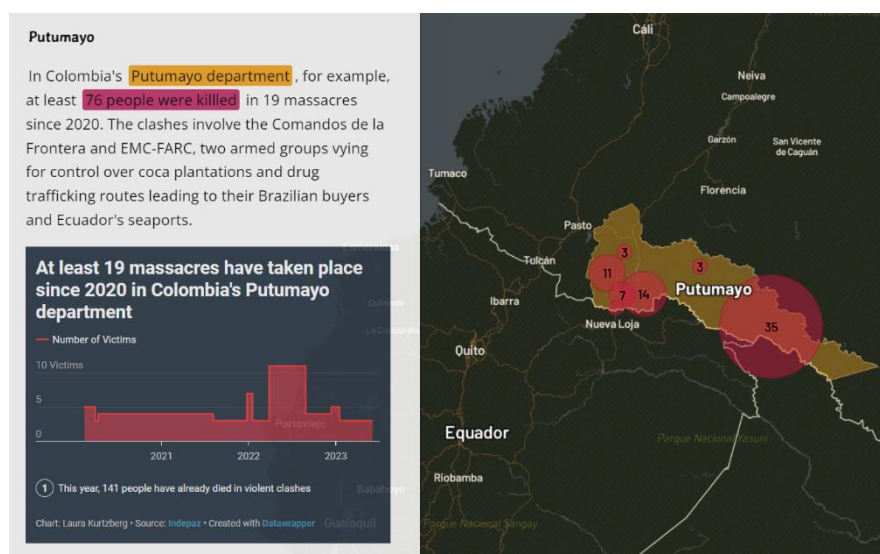 Putumayo
In Colombia's Putumayo department , for example,
at least 76 people were killled in 19 massacres
since 2020. The clashes involve the Comandos de la
Frontera and EMC-FARC, two armed groups vying
for control over coca plantations and drug
trafficking routes leading to their Brazilian buyers
and Ecuador's seaports.
Esmeraldas
At least 19 massacres have taken place
since 2020 in Colombia's Putumayo
department
Number of Victims
10 Victims
5
0
Portoviejo
2021
2022
2023
1 This year, 141 people have already died in violent clashes
Babahoyo
Chart: Laura Kurtzberg • Source: Indepaz • Created with Datawrapper
Guaiaquil
Cáli
Neiva
Campoalegre
Garzón
San Vicente
de Caguán
Tumaco
Florencia
Pasto
Tulcán
3
11
3
7
14
Putumayo
Ibarra
Nueva Loja
35
Quito
Equador
Parque Nacional Yasuni
Riobamba
Parque Nacional Sangay